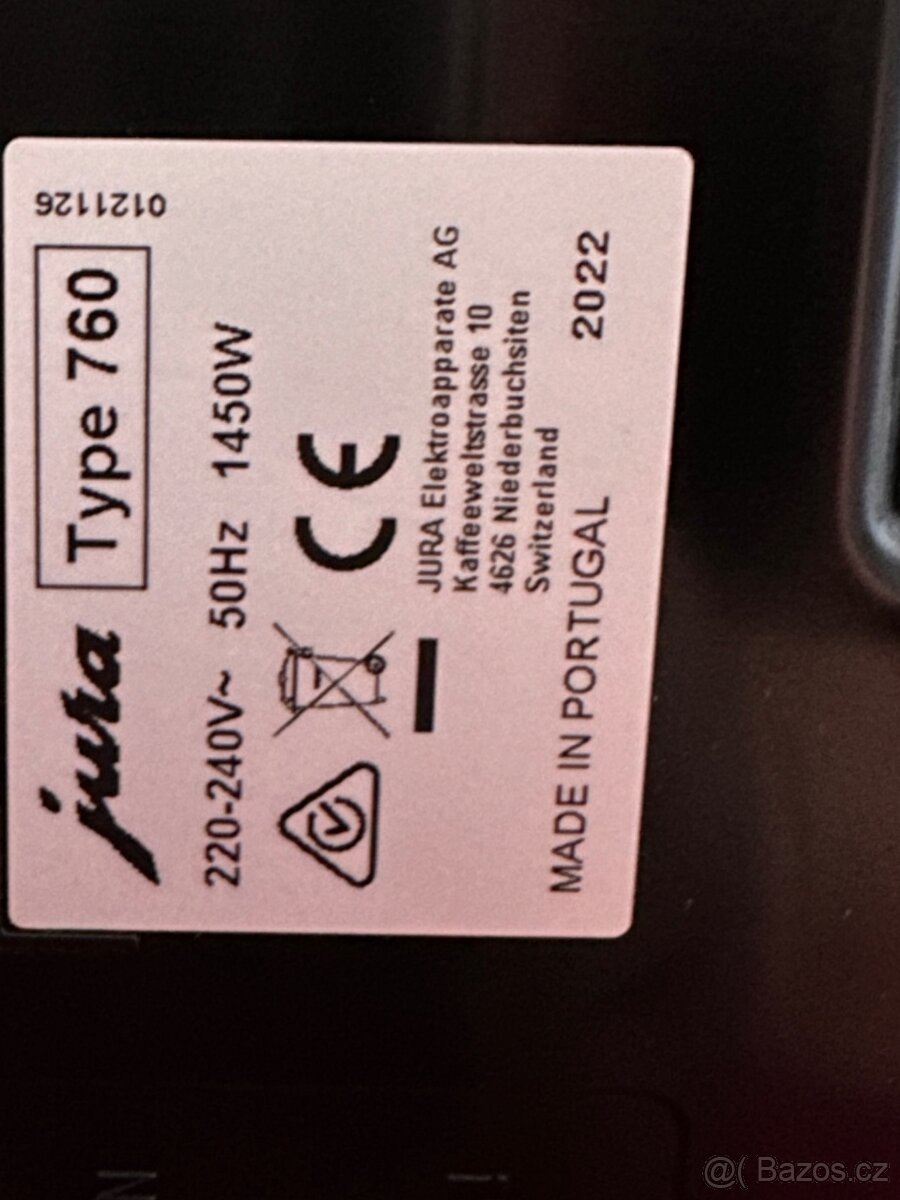 jura Type 760
0121126
220-240V~ 50Hz 1450W
CE
JURA Elektroapparate AG
Kaffeeweltstrasse 10
4626 Niederbuchsiten
Switzerland
MADE IN PORTUGAL 2022
@( Bazos.cz